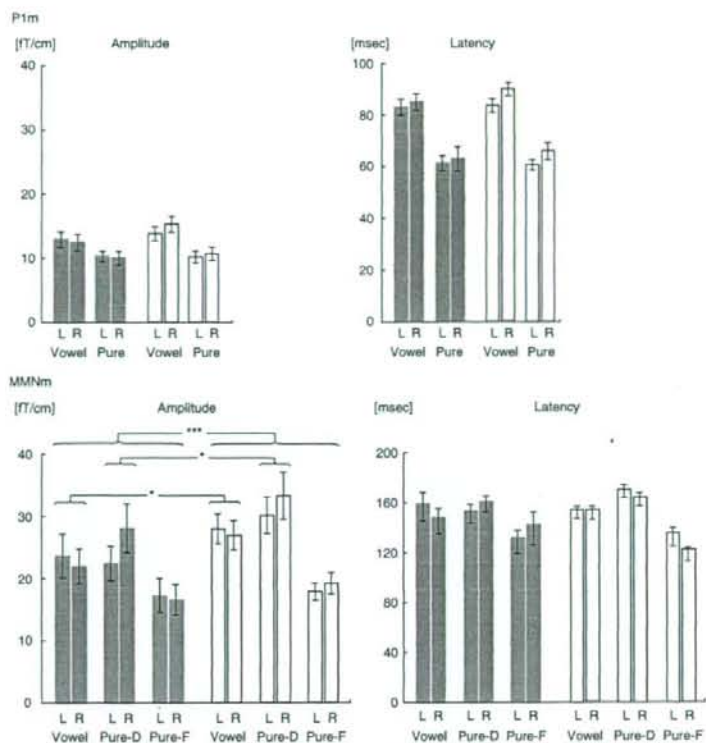 P1m
[fT/cm] Amplitude
40
30
20
10
0
L R L R L R L R
Vowel Pure Vowel Pure
[msec] Latency
100
80
60
40
20
0
L R L R L R L R
Vowel Pure Vowel Pure
MMNm
[fT/cm] Amplitude
***
*
*
40
30
20
10
0
L R L R L R L R L R L R
Vowel Pure-D Pure-F Vowel Pure-D Pure-F
[msec] Latency
200
160
120
80
40
0
L R L R L R L R L R L R
Vowel Pure-D Pure-F Vowel Pure-D Pure-F